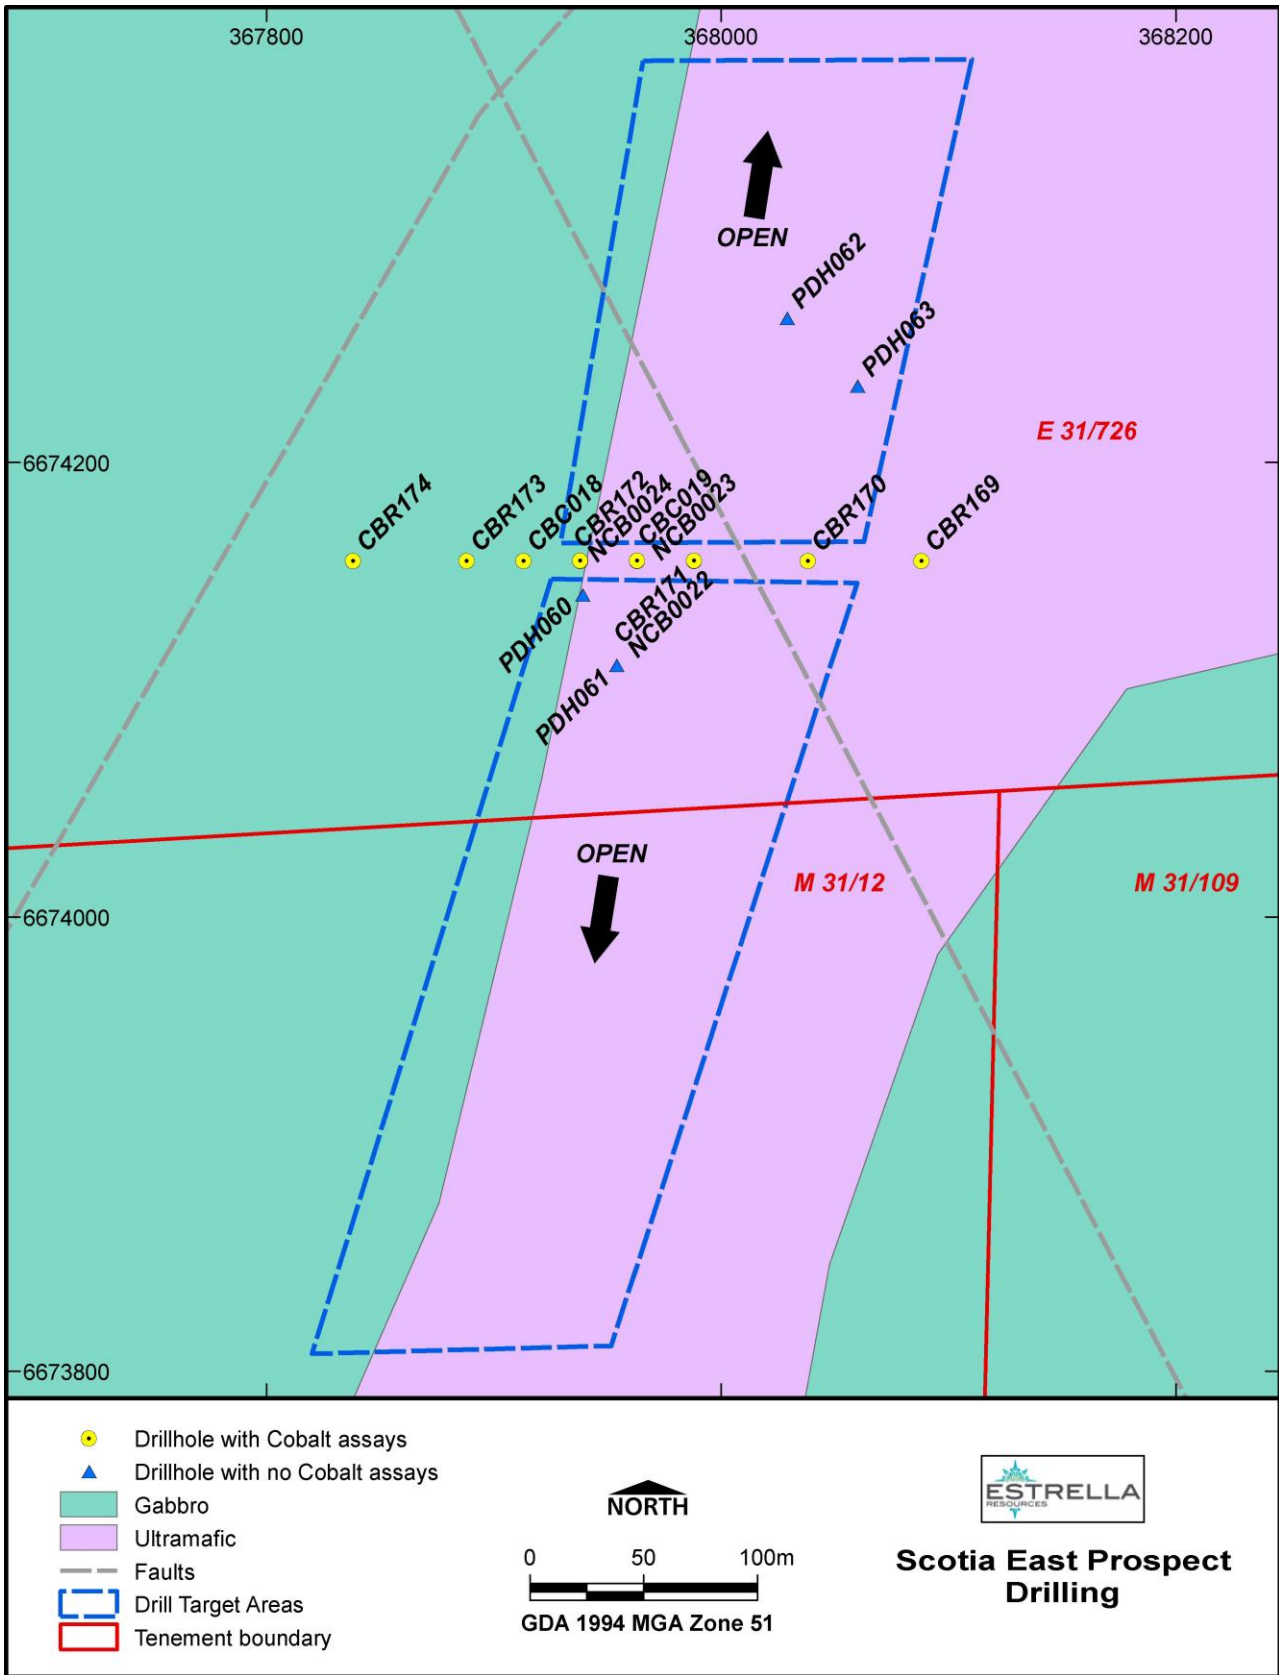 367800
368000
368200
OPEN
PDH062
PDH063
E 31/726
6674200
CBR174
CBR173
CBC018
CBR172
NCB0024
CBC019
NCB0023
CBR170
CBR169
PDH060
CBR171
NCB0022
PDH061
OPEN
M 31/12
M 31/109
6674000
6673800
Drillhole with Cobalt assays
Drillhole with no Cobalt assays
Gabbro
Ultramafic
Faults
Drill Target Areas
Tenement boundary
NORTH
0 50 100m
GDA 1994 MGA Zone 51
ESTRELLA
RESOURCES
Scotia East Prospect
Drilling